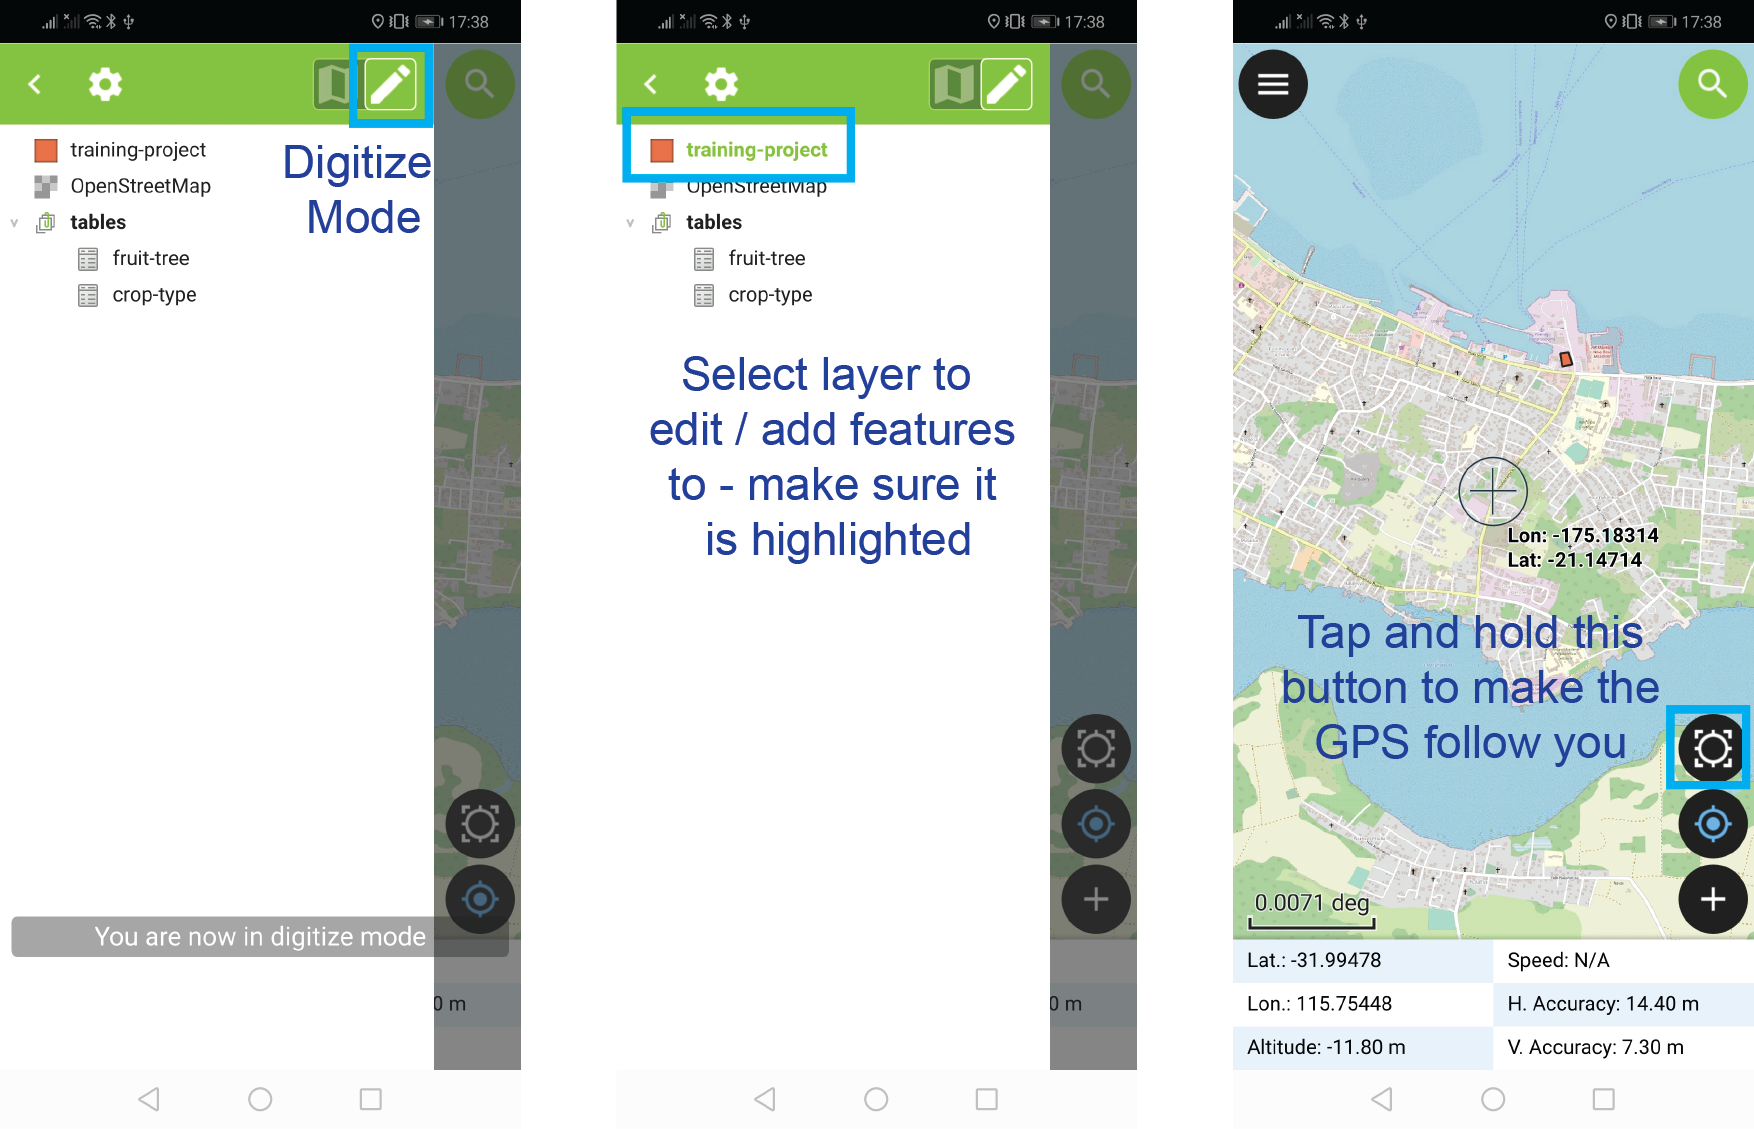 17:38
training-project
OpenStreetMap
tables
fruit-tree
crop-type
Digitize
Mode
You are now in digitize mode
0 m
17:38
training-project
OpenStreetMap
tables
fruit-tree
crop-type
Select layer to
edit / add features
to - make sure it
is highlighted
0 m
17:38
Lon: -175.18314
Lat: -21.14714
Tap and hold this
button to make the
GPS follow you
0.0071 deg
Lat.: -31.99478
Speed: N/A
Lon.: 115.75448
H. Accuracy: 14.40 m
Altitude: -11.80 m
V. Accuracy: 7.30 m